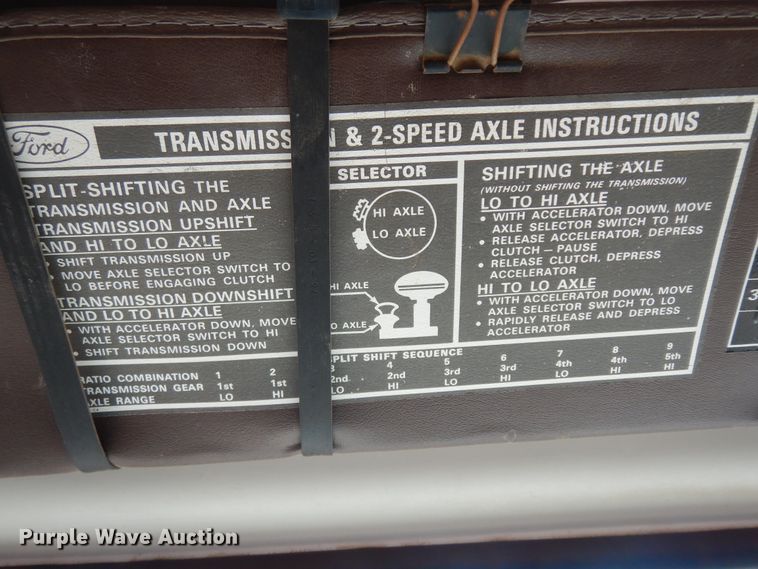 Ford
TRANSMISS N & 2-SPEED AXLE INSTRUCTIONS
SPLIT-SHIFTING THE
TRANSMISSION AND AXLE
TRANSMISSION UPSHIFT
AND HI TO LO AXLE
SHIFT TRANSMISSION UP
• MOVE AXLE SELECTOR SWITCH TO
LO BEFORE ENGAGING CLUTCH
TRANSMISSION DOWNSHIFT
AND LO TO HI AXLE
• WITH ACCELERATOR DOWN, MOVE
AXLE SELECTOR SWITCH TO HI
• SHIFT TRANSMISSION DOWN
SELECTOR
HI AXLE
LO AXLE
HI AXLE
LO AXLE
SHIFTING THE AXLE
(WITHOUT SHIFTING THE TRANSMISSION)
LO TO HI AXLE
• WITH ACCELERATOR DOWN, MOVE
AXLE SELECTOR SWITCH TO HI
• RELEASE ACCELERATOR, DEPRESS
CLUTCH – PAUSE
• RELEASE CLUTCH, DEPRESS
ACCELERATOR
HI TO LO AXLE
• WITH ACCELERATOR DOWN, MOVE
AXLE SELECTOR SWITCH TO LO
• RAPIDLY RELEASE AND DEPRESS
ACCELERATOR
SPLIT SHIFT SEQUENCE
RATIO COMBINATION 1 2 3 4 5 6 7 8 9
TRANSMISSION GEAR 1st 1st 2nd 2nd 3rd 3rd 4th 4th 5th
AXLE RANGE LO HI LO HI LO HI LO HI HI
3
Purple Wave Auction